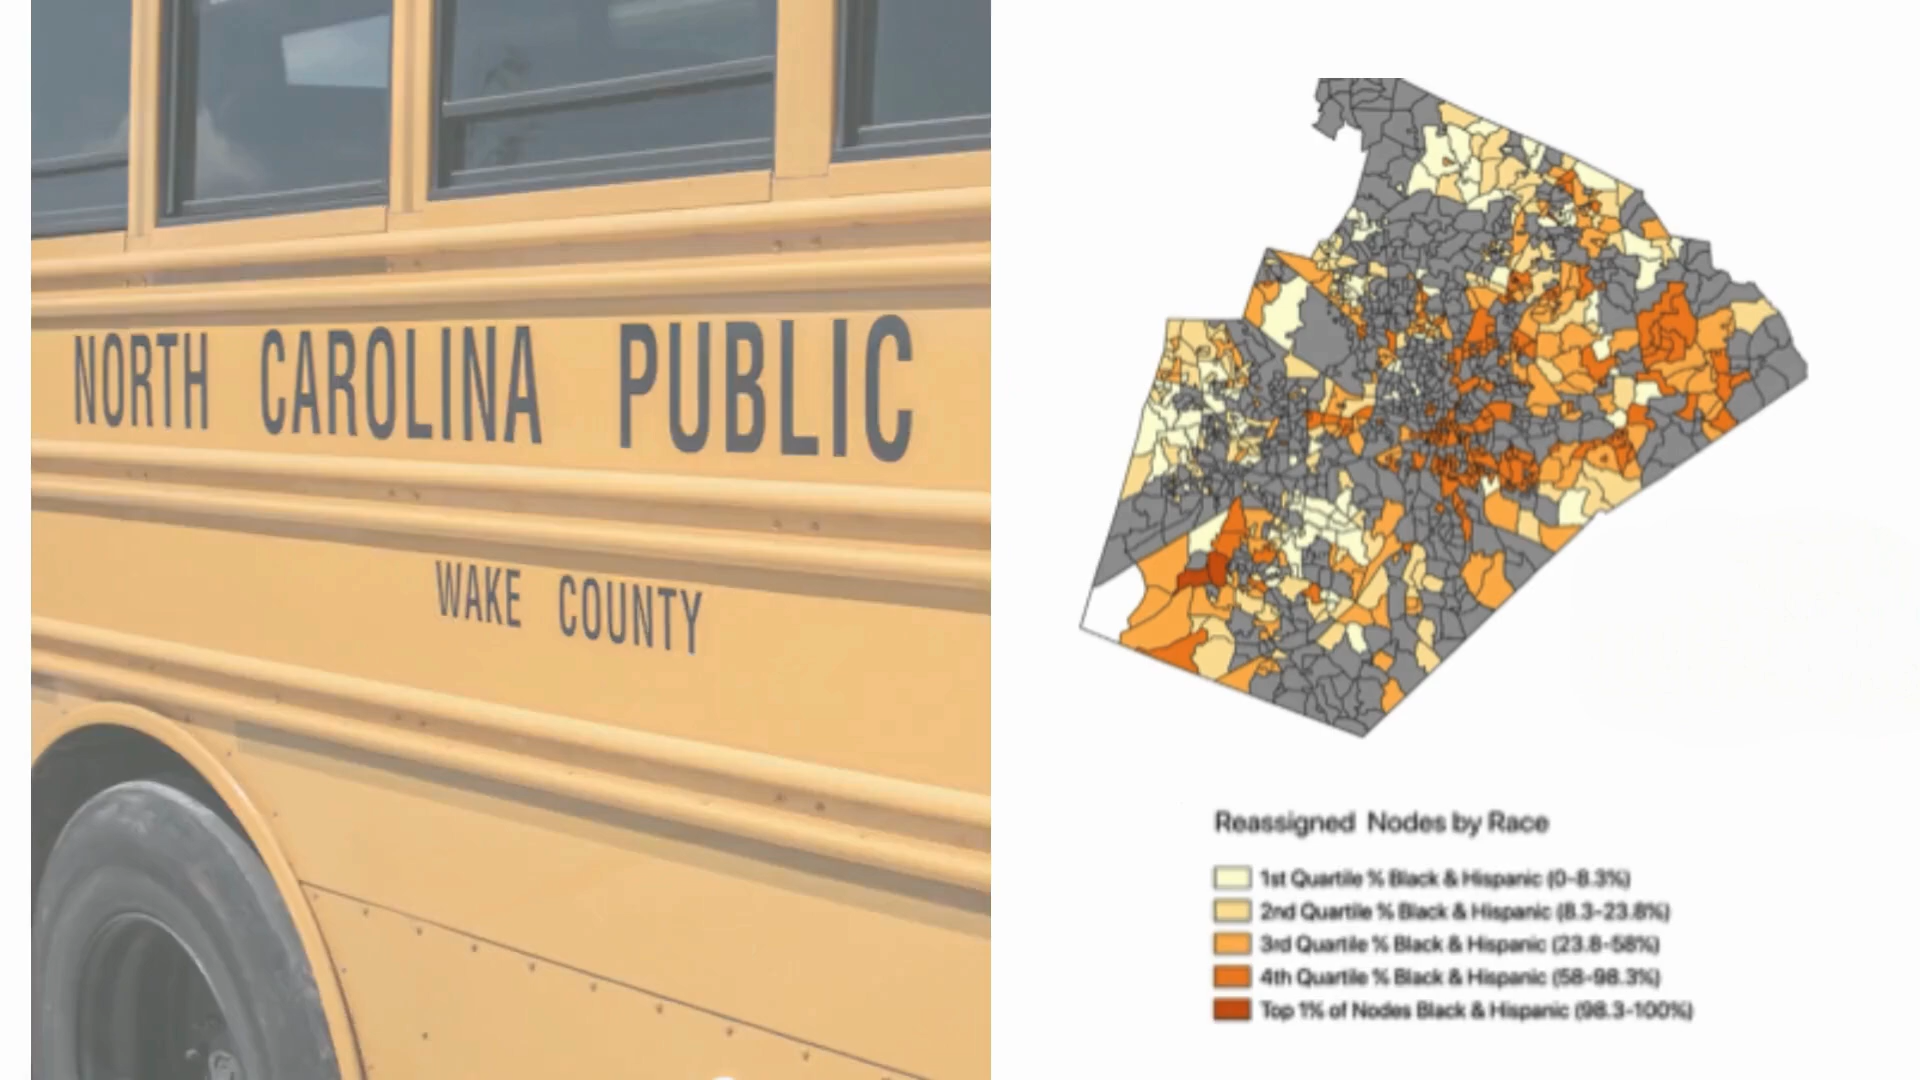 NORTH CAROLINA PUBLIC
WAKE COUNTY
Reassigned Nodes by Race
1st Quartile % Black & Hispanic (0-8.3%)
2nd Quartile % Black & Hispanic (8.3-23.8%)
3rd Quartile % Black & Hispanic (23.8-58%)
4th Quartile % Black & Hispanic (58-98.3%)
Top 1% of Nodes Black & Hispanic (98.3-100%)